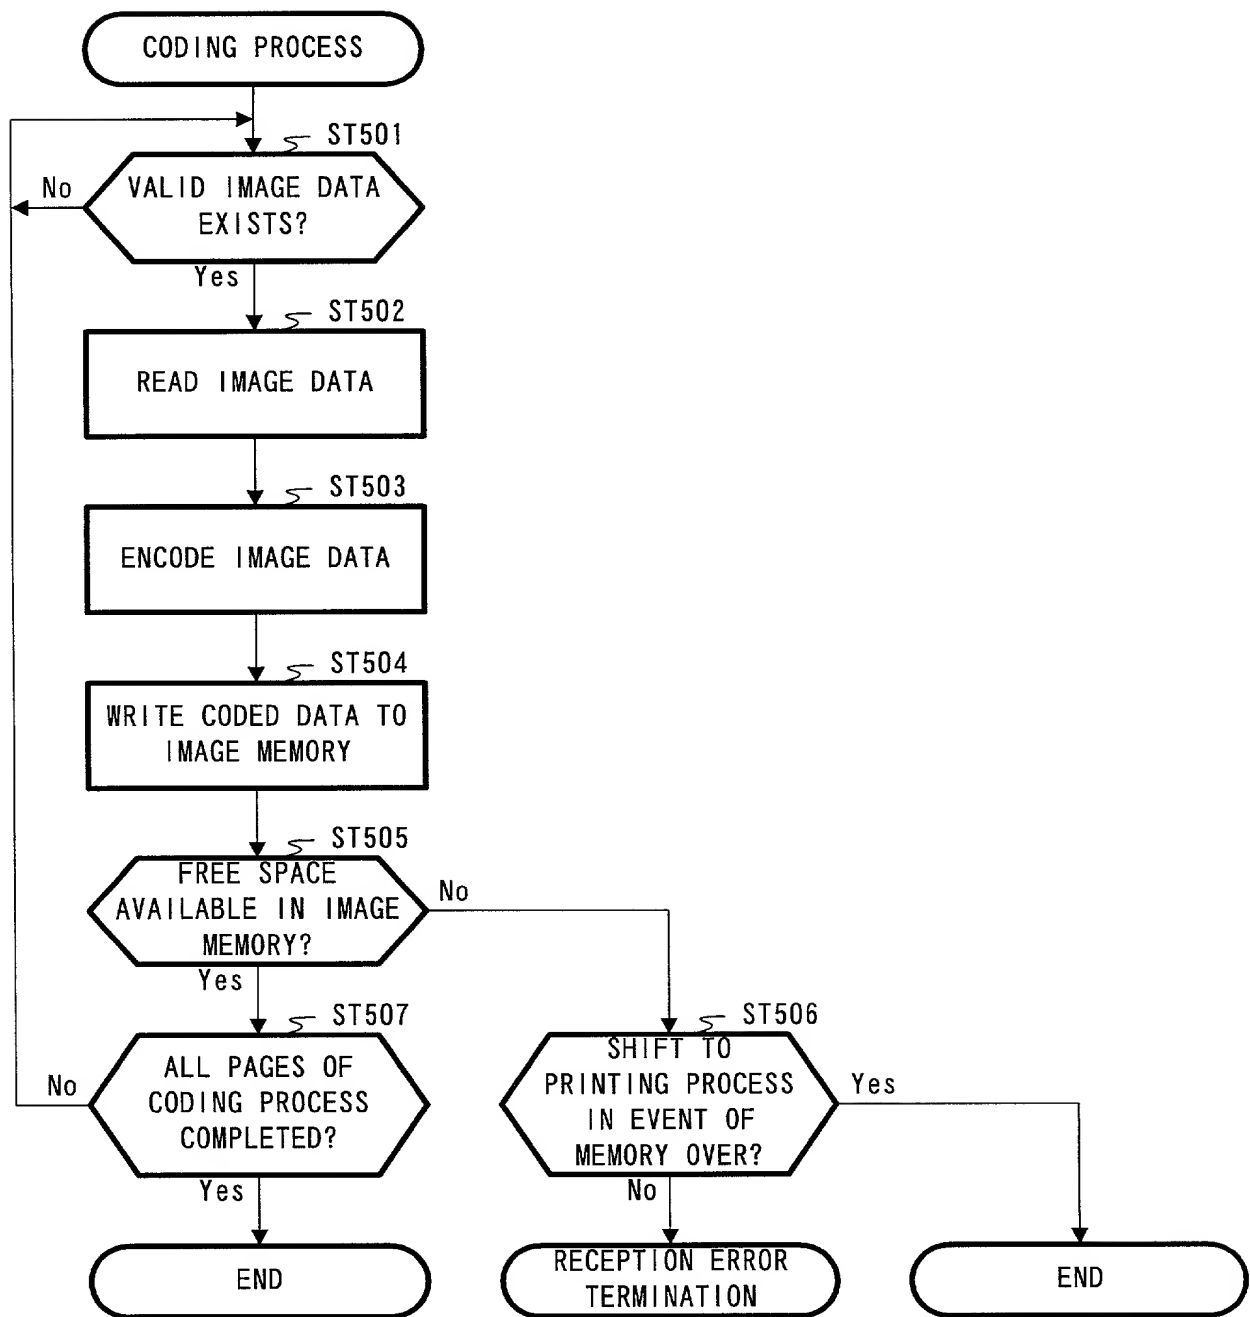 CODING PROCESS
ST501
No
VALID IMAGE DATA
EXISTS?
Yes
ST502
READ IMAGE DATA
ST503
ENCODE IMAGE DATA
ST504
WRITE CODED DATA TO
IMAGE MEMORY
ST505
FREE SPACE
AVAILABLE IN IMAGE
MEMORY?
No
Yes
ST507
No
ALL PAGES OF
CODING PROCESS
COMPLETED?
Yes
END
ST506
SHIFT TO
PRINTING PROCESS
IN EVENT OF
MEMORY OVER?
Yes
No
RECEPTION ERROR
TERMINATION
END